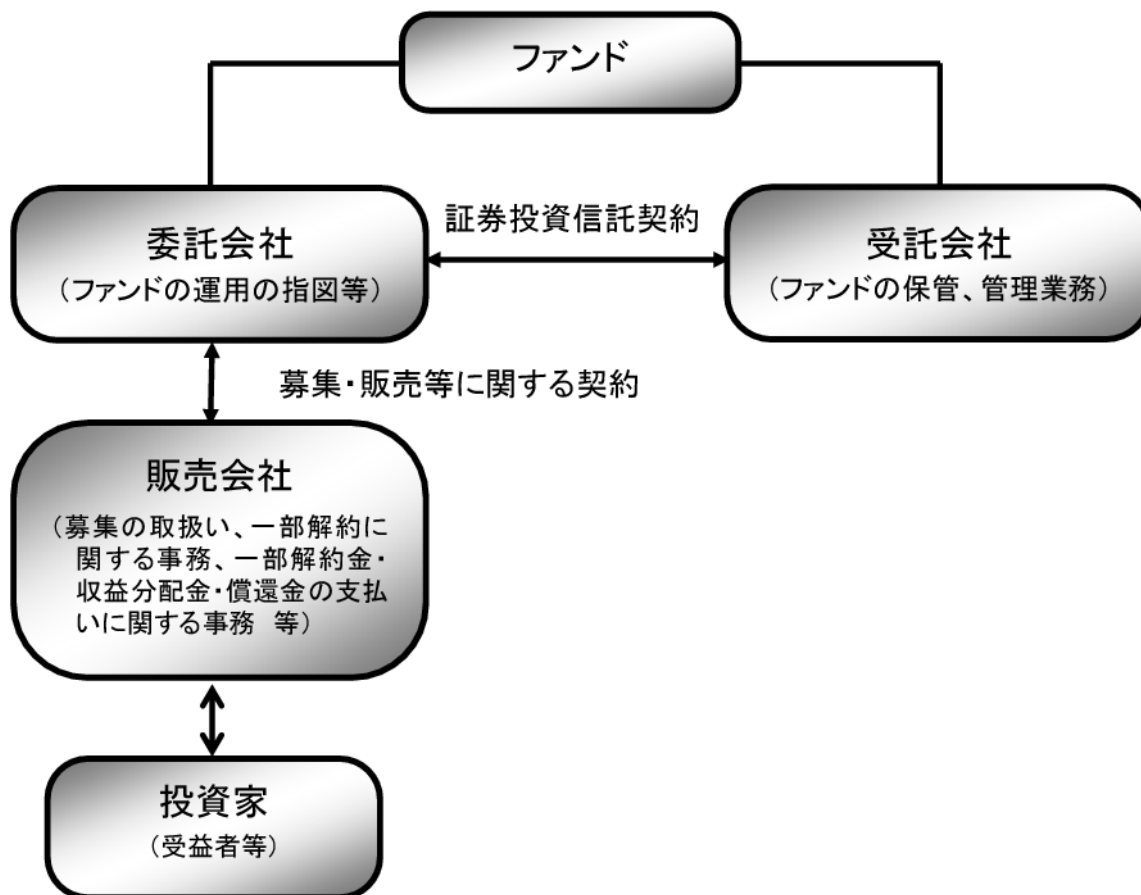 ファンド
証券投資信託契約
委託会社
(ファンドの運用の指図等)
受託会社
(ファンドの保管、管理業務)
募集・販売等に関する契約
販売会社
(募集の取扱い、一部解約に
関する事務、一部解約金・
収益分配金・償還金の支払
いに関する事務 等)
投資家
(受益者等)